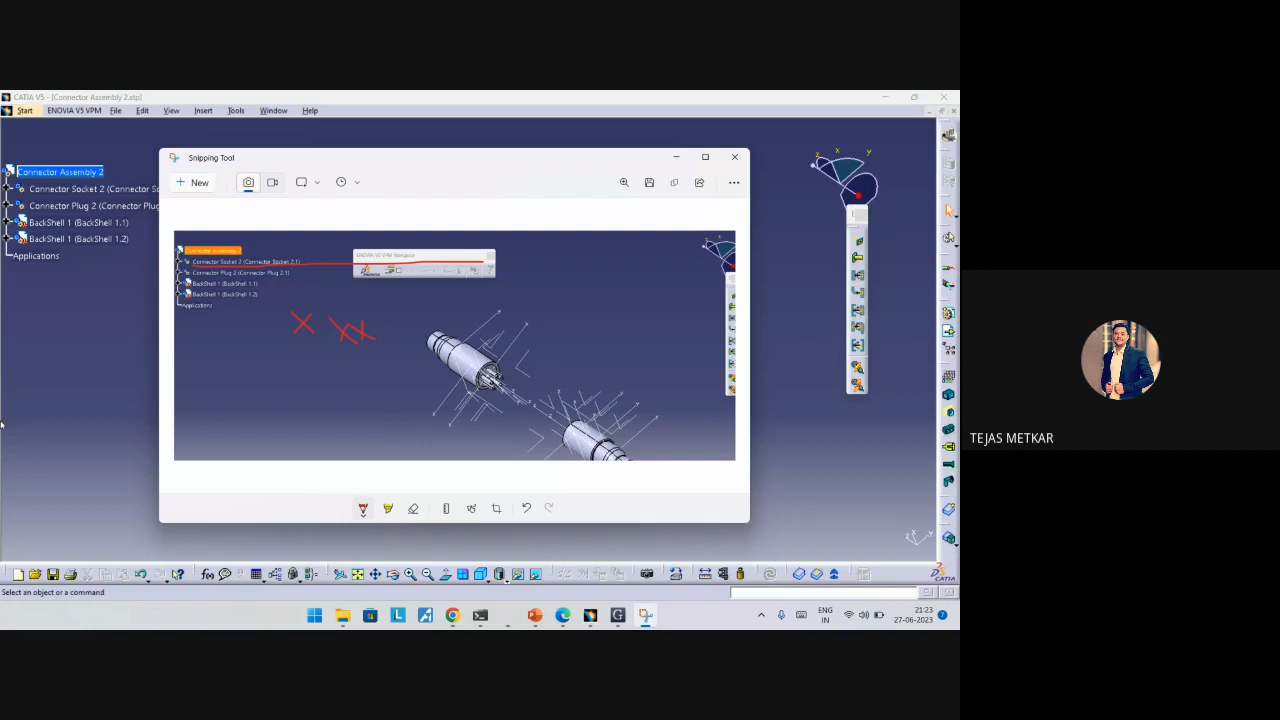 CATIA V5 - [Connector Assembly 2.stp]
Start ENOVIA V5 VPM File Edit View Insert Tools Window Help
Connector Assembly 2
Connector Socket 2 (Connector So
Connector Plug 2 (Connector Plug
BackShell 1 (BackShell 1.1)
BackShell 1 (BackShell 1.2)
Applications
Snipping Tool
New
Connector Assembly
Connector Socket 2 (Connector Socket 2.1)
Connector Plug 2 (Connector Plug 2.1)
BackShell 1 (BackShell 1.1)
BackShell 1 (BackShell 1.2)
Applications
ENOVIA V5 VPM Navigator
z x y
TEJAS METKAR
CATIA
Select an object or a command
ENG
IN
21:23
27-06-2023
7